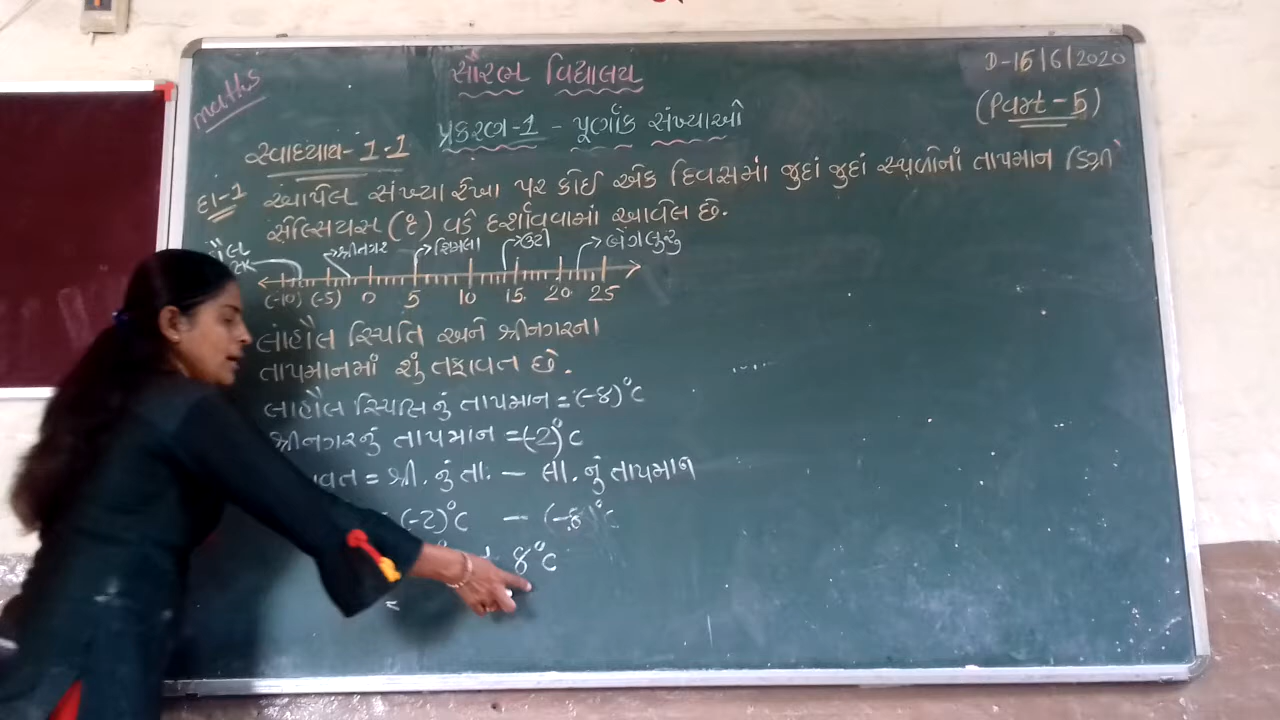 maths
સૌરભ વિદ્યાલય
D-15/6/2020
(Part-5)
પ્રકરણ-1 - પૂર્ણાંક સંખ્યાઓ
સ્વાધ્યાય-1.1
દા-1 આપેલ સંખ્યા રેખા પર કોઈ એક દિવસમાં જુદાં જુદાં સ્થળોનાં તાપમાન ડિગ્રી
સેલ્સિયસ (°C) વડે દર્શાવવામાં આવેલ છે.
શ્રીનગર શિમલા ઉટી બેંગલુરુ
(-10) (-5) 0 5 10 15 20 25
લાહૌલ સ્પિતિ અને શ્રીનગરના
તાપમાનમાં શું તફાવત છે.
લાહૌલ સ્પિતિ નું તાપમાન = (-8)°C
શ્રીનગરનું તાપમાન = (-2)°C
= શ્રી. નું તા. - લા. નું તાપમાન
= (-2)°C - (-8)°C
+ 8°C